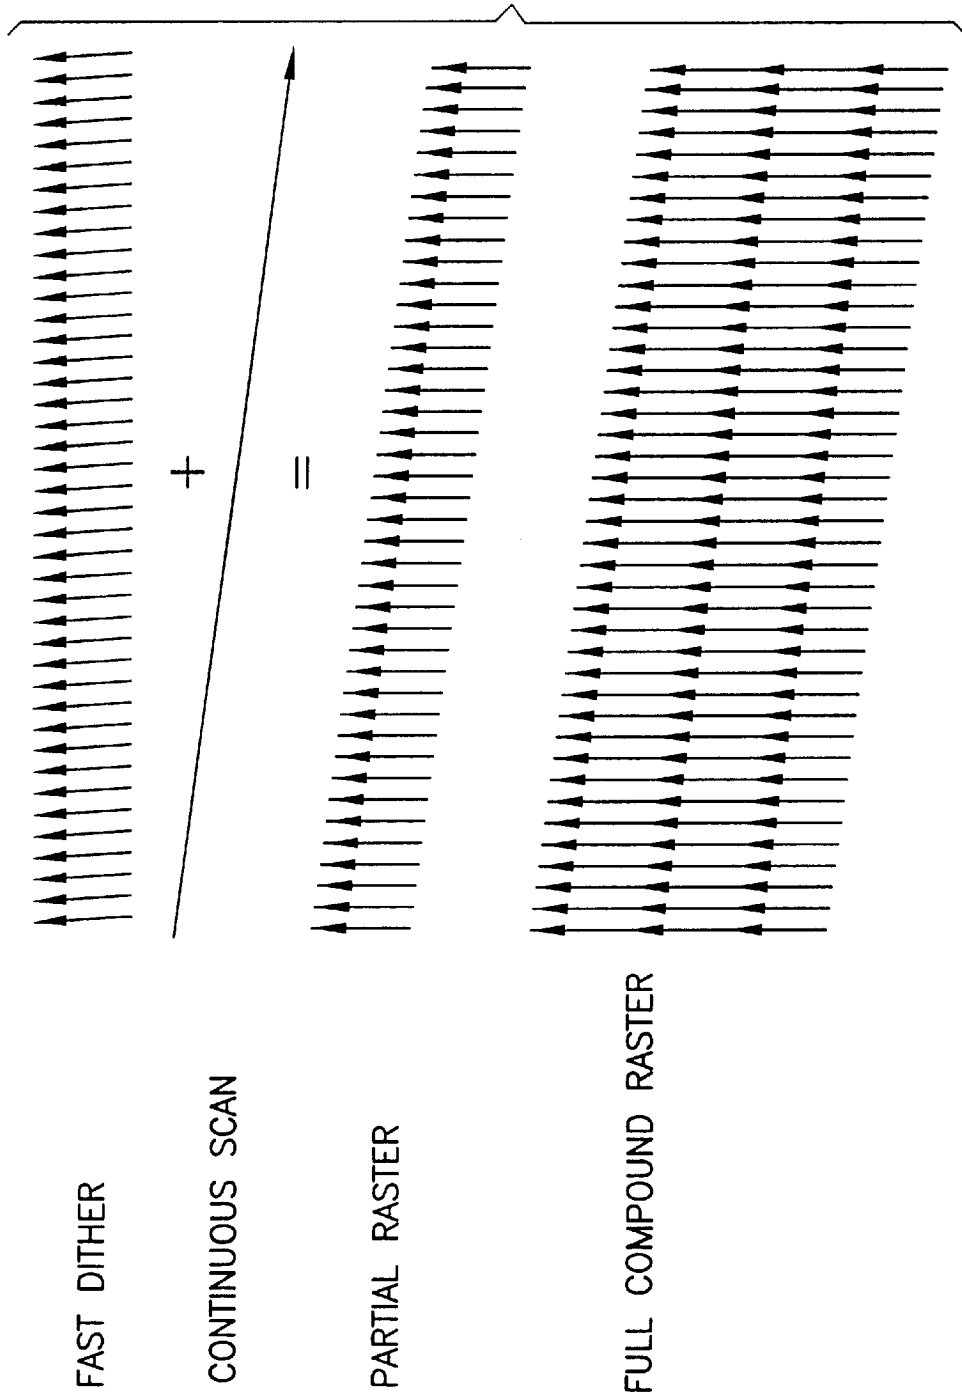 FAST DITHER
+
CONTINUOUS SCAN
=
PARTIAL RASTER
FULL COMPOUND RASTER